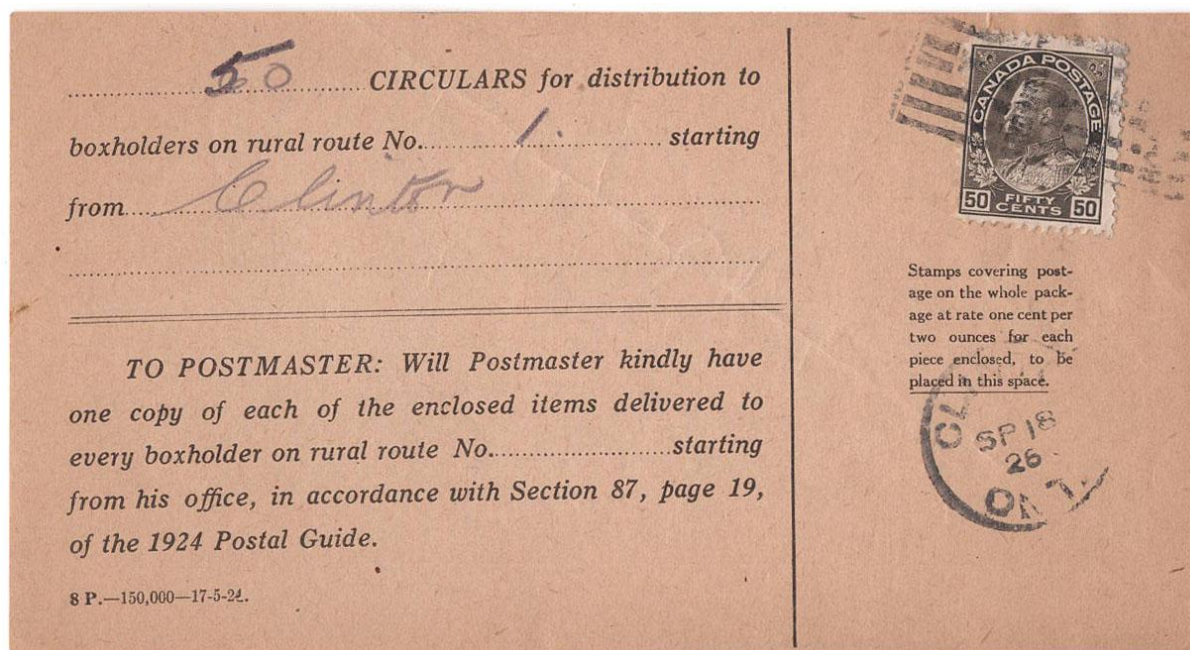 50 CIRCULARS for distribution to
boxholders on rural route No. 1. starting
from Clinton
TO POSTMASTER: Will Postmaster kindly have
one copy of each of the enclosed items delivered to
every boxholder on rural route No. starting
from his office, in accordance with Section 87, page 19,
of the 1924 Postal Guide.
8 P.—150,000—17-5-24.
CANADA POSTAGE
50 FIFTY CENTS 50
Stamps covering post-
age on the whole pack-
age at rate one cent per
two ounces for each
piece enclosed, to be
placed in this space.
SP 18
26
ONT.